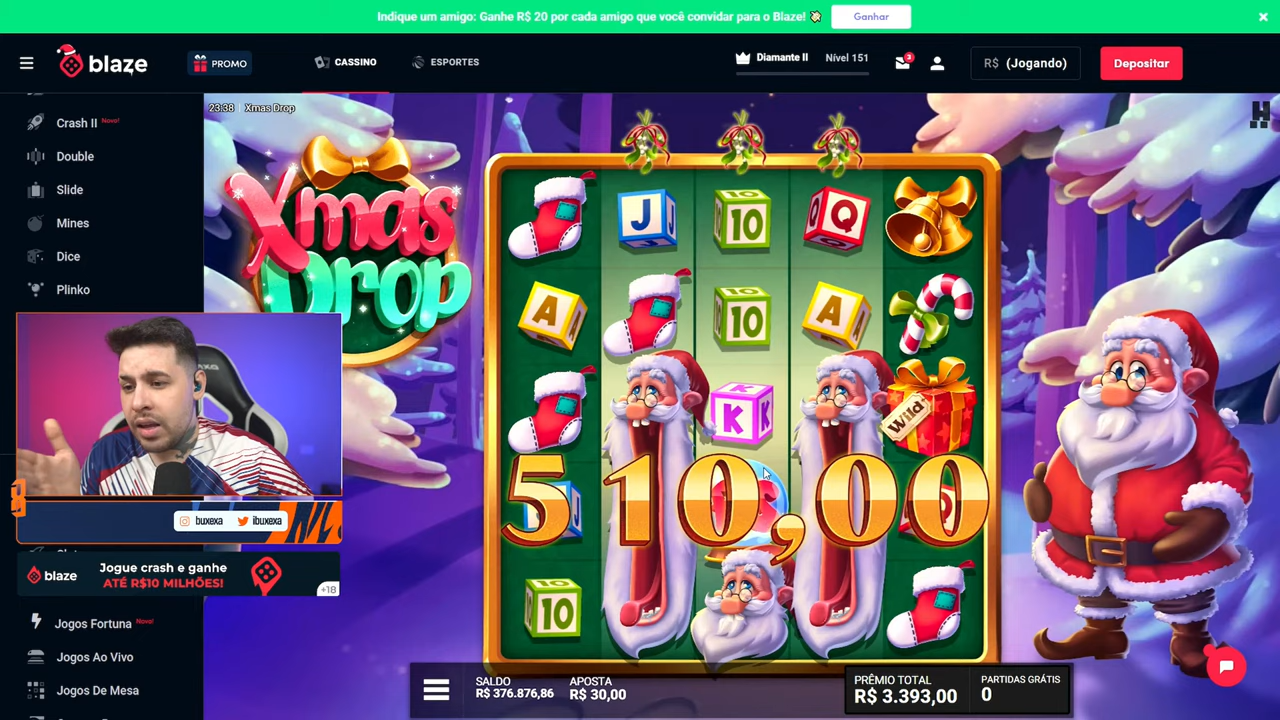 Indique um amigo: Ganhe R$ 20 por cada amigo que você convidar para o Blaze!
Ganhar
blaze
PROMO
CASSINO
ESPORTES
Diamante II
Nível 151
3
R$ (Jogando)
Depositar
23:38 | Xmas Drop
Crash II Novo!
Double
Slide
Mines
Dice
Plinko
Xmas
Drop
J
10
Q
A
10
A
K
Wild
510,00
10
buxexa
ibuxexa
blaze
Jogue crash e ganhe
ATÉ R$10 MILHÕES!
+18
Jogos Fortuna Novo!
Jogos Ao Vivo
Jogos De Mesa
SALDO
R$ 376.876,86
APOSTA
R$ 30,00
PRÊMIO TOTAL
R$ 3.393,00
PARTIDAS GRÁTIS
0